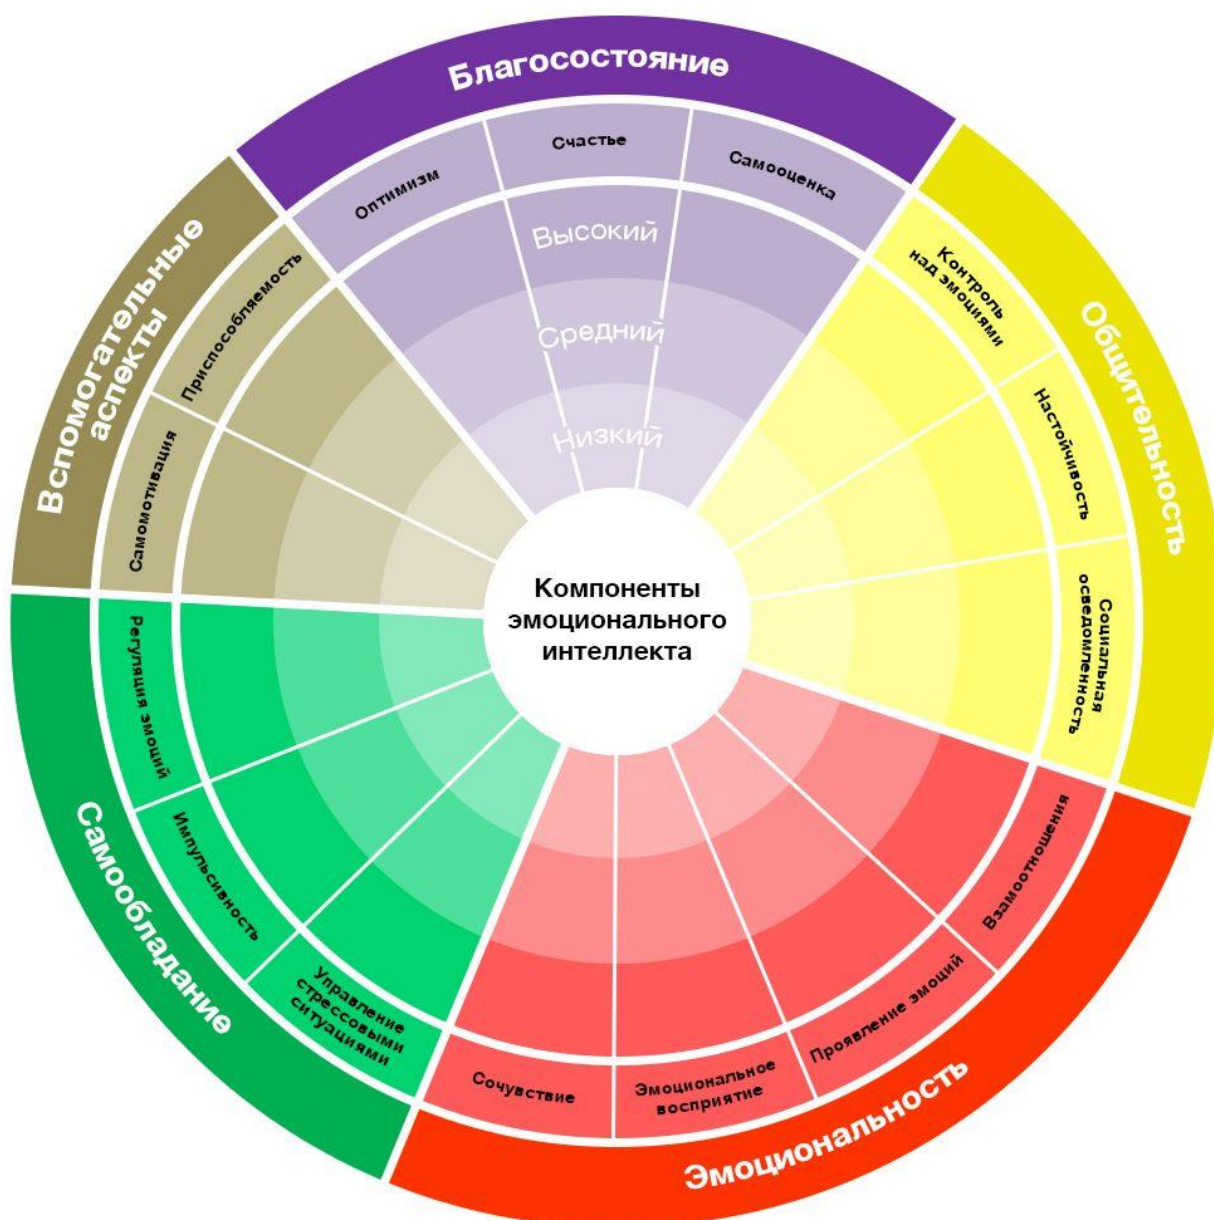 Благосостояние
Оптимизм
Счастье
Самооценка
Высокий
Средний
Низкий
Общительность
Контроль
над эмоциями
Настойчивость
Социальная
осведомленность
Эмоциональность
Взамоотношения
Проявление эмоций
Эмоциональное
восприятие
Сочувствие
Самообладание
Управление
стрессовыми
ситуациями
Импульсивность
Регуляция эмоций
Вспомогательные
аспекты
Самомотивация
Приспособляемость
Компоненты
эмоционального
интеллекта